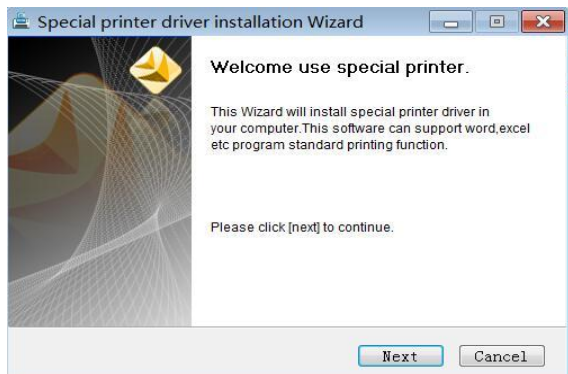 Special printer driver installation Wizard
Welcome use special printer.
This Wizard will install special printer driver in
your computer.This software can support word,excel
etc program standard printing function.
Please click [next] to continue.
Next Cancel